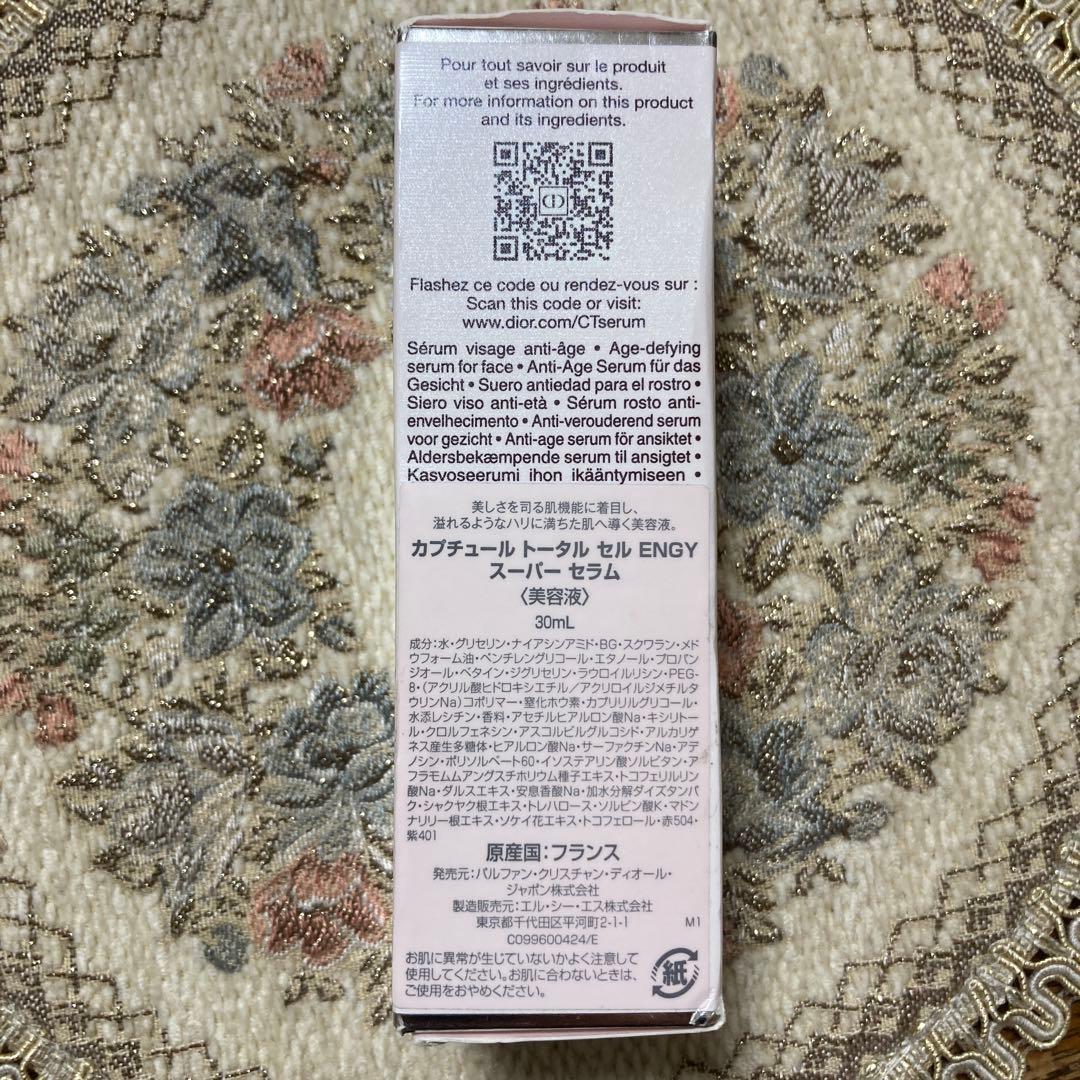 Pour tout savoir sur le produit
et ses ingrédients.
For more information on this product
and its ingredients.
CD
Flashez ce code ou rendez-vous sur :
Scan this code or visit:
www.dior.com/CTserum
Sérum visage anti-âge • Age-defying
serum for face • Anti-Age Serum für das
Gesicht • Suero antiedad para el rostro •
Siero viso anti-età • Sérum rosto anti-
envelhecimento • Anti-verouderend serum
voor gezicht • Anti-age serum för ansiktet •
Aldersbekæmpende serum til ansigtet •
Kasvoseerumi ihon ikääntymiseen •
美しさを司る肌機能に着目し、
溢れるようなハリに満ちた肌へ導く美容液。
カプチュール トータル セル ENGY
スーパー セラム
〈美容液〉
30mL
成分:水・グリセリン・ナイアシンアミド・BG・スクワラン・メド
ウフォーム油・ペンチレングリコール・エタノール・プロパン
ジオール・ベタイン・ジグリセリン・ラウロイルリシン・PEG-
8・(アクリル酸ヒドロキシエチル/アクリロイルジメチルタ
ウリンNa)コポリマー・窒化ホウ素・カプリリルグリコール・
水添レシチン・香料・アセチルヒアルロン酸Na・キシリトー
ル・クロルフェネシン・アスコルビルグルコシド・アルカリゲ
ネス産生多糖体・ヒアルロン酸Na・サーファクチンNa・アデ
ノシン・ポリソルベート60・イソステアリン酸ソルビタン・ア
フラモムムアングスチホリウム種子エキス・トコフェリルリン
酸Na・ダルスエキス・安息香酸Na・加水分解ダイズタンパ
ク・シャクヤク根エキス・トレハロース・ソルビン酸K・マドン
ナリリー根エキス・ソケイ花エキス・トコフェロール・赤504・
紫401
原産国:フランス
発売元:パルファン・クリスチャン・ディオール・
ジャポン株式会社
製造販売元:エル・シー・エス株式会社
東京都千代田区平河町2-1-1 M1
C099600424/E
お肌に異常が生じていないかよく注意して
使用してください。お肌に合わないときは、
ご使用をおやめください。
紙